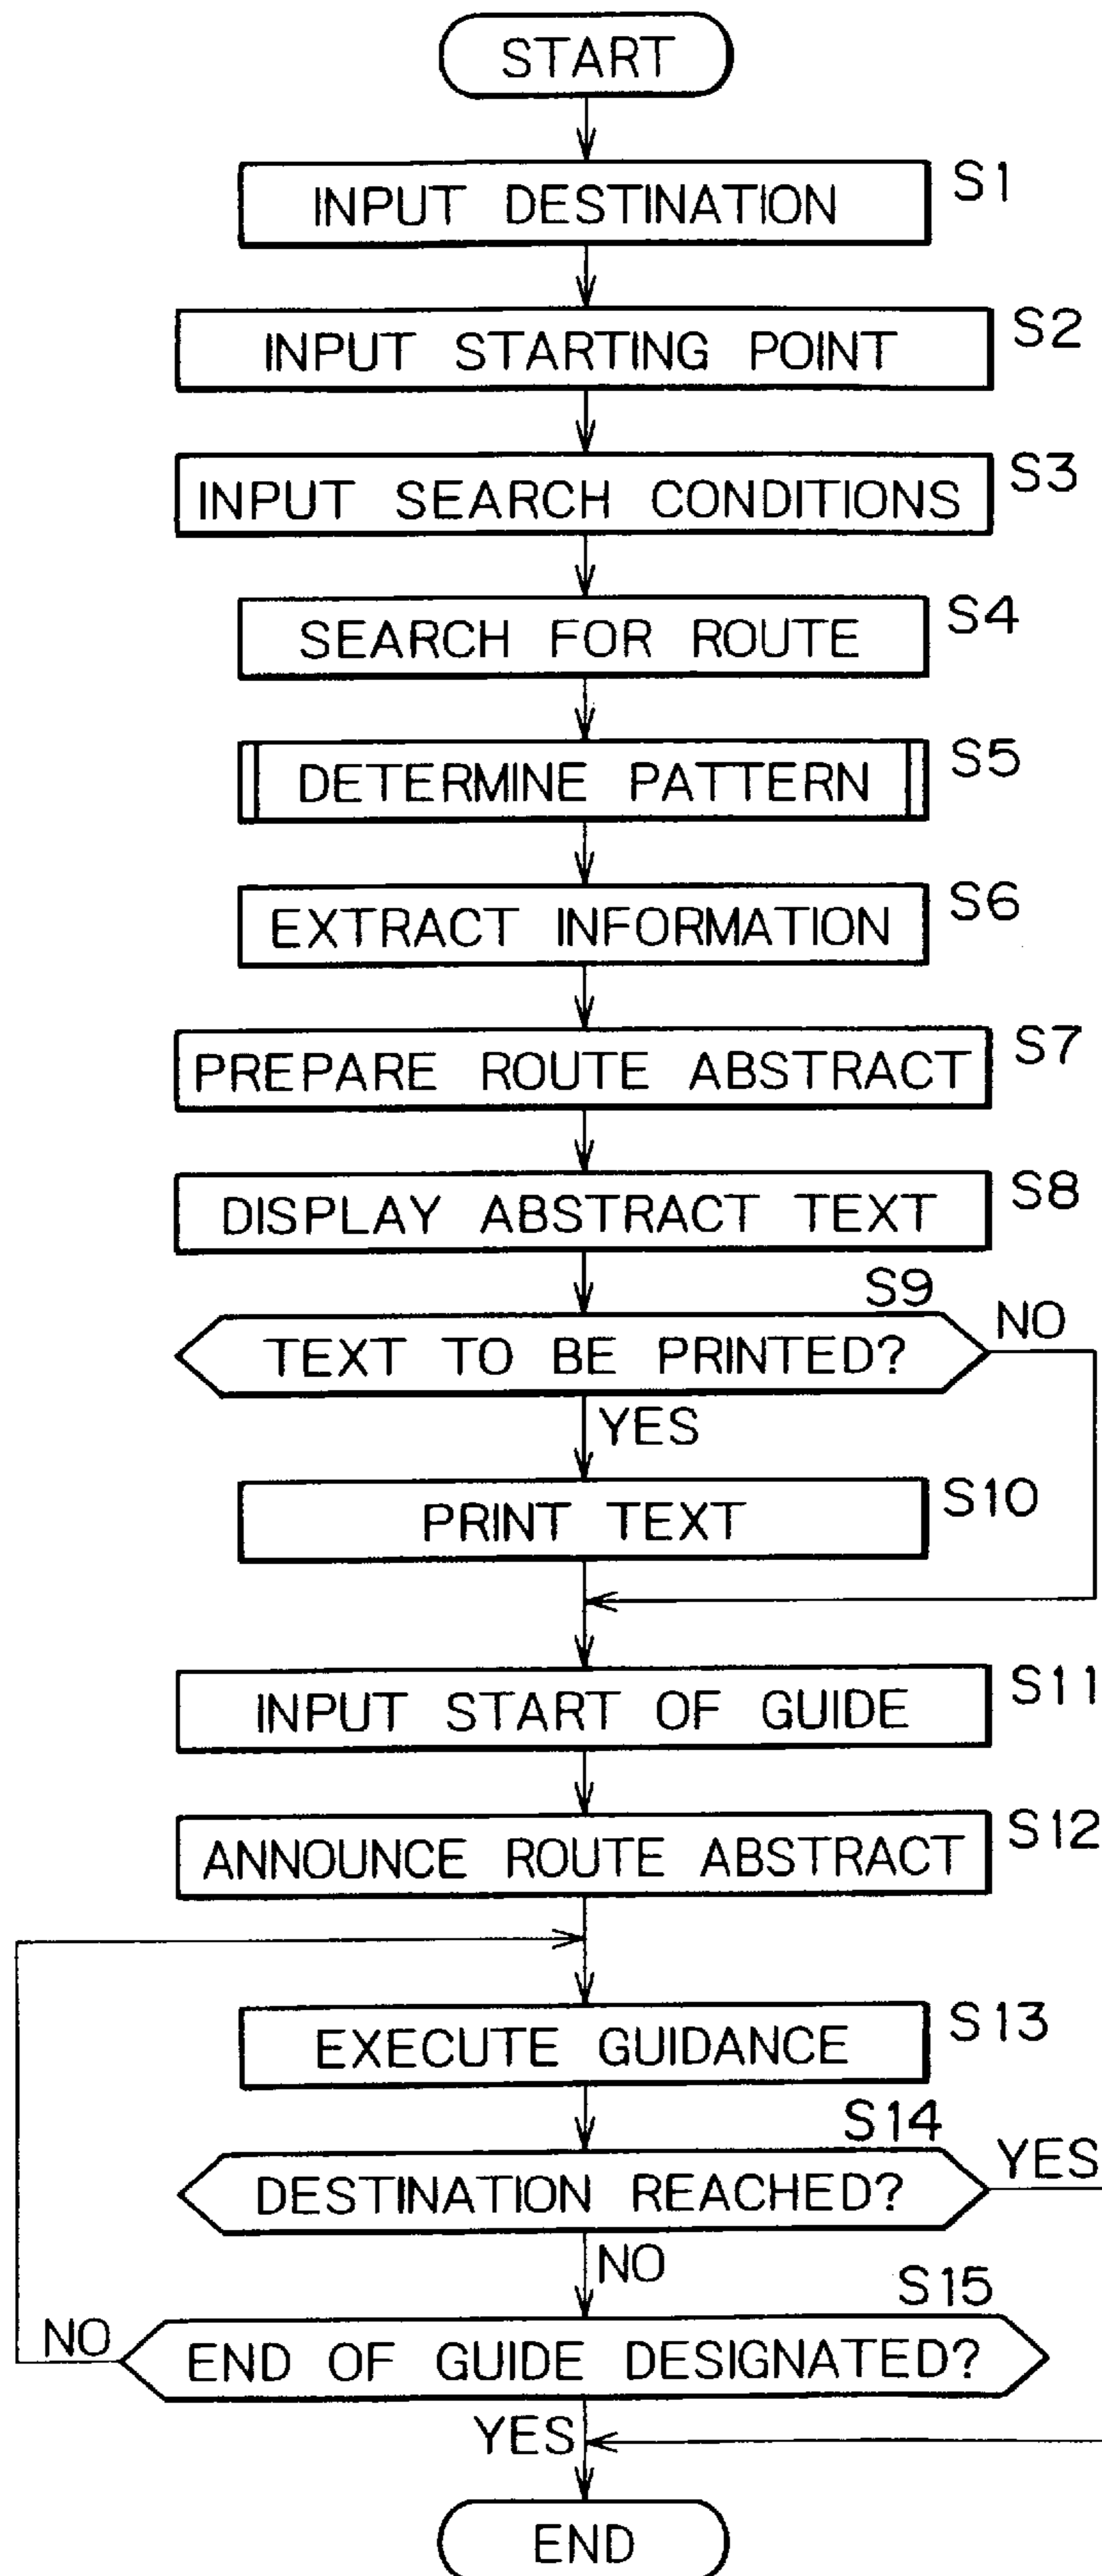 START
INPUT DESTINATION S1
INPUT STARTING POINT S2
INPUT SEARCH CONDITIONS S3
SEARCH FOR ROUTE S4
DETERMINE PATTERN S5
EXTRACT INFORMATION S6
PREPARE ROUTE ABSTRACT S7
DISPLAY ABSTRACT TEXT S8
S9
TEXT TO BE PRINTED? NO
YES
PRINT TEXT S10
INPUT START OF GUIDE S11
ANNOUNCE ROUTE ABSTRACT S12
EXECUTE GUIDANCE S13
S14
DESTINATION REACHED? YES
NO
S15
NO END OF GUIDE DESIGNATED?
YES
END